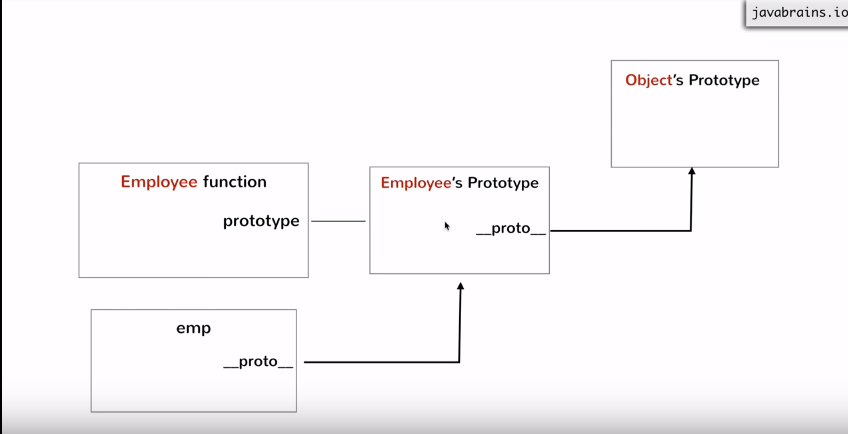 javabrains.io
Object's Prototype
Employee function
prototype
Employee's Prototype
__proto__
emp
__proto__